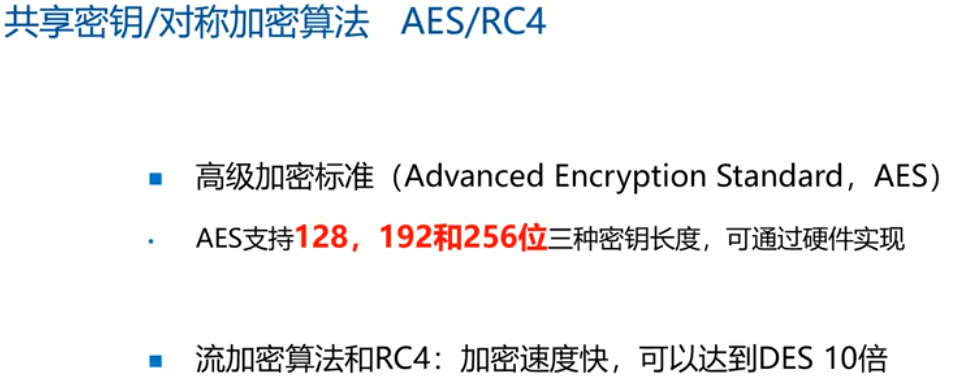 共享密钥/对称加密算法 AES/RC4
高级加密标准（Advanced Encryption Standard，AES）
AES支持128，192和256位三种密钥长度，可通过硬件实现
流加密算法和RC4：加密速度快，可以达到DES 10倍